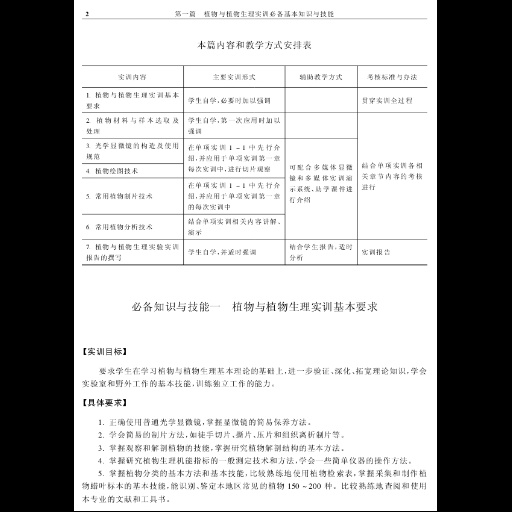 2 第一篇 植物与植物生理实训必备基本知识与技能
本篇内容和教学方式安排表
实训内容 主要实训形式 辅助教学方式 考核标准与办法
1 植物与植物生理实训基本
要求
学生自学,必要时加以强调
贯穿实训全过程
2 植物材料与样本选取及
处理
学生自学,第一次应用时加以
强调
3 光学显微镜的构造及使用
规范
4 植物绘图技术
在单项实训 1-1 中先行介
绍,并应用于单项实训第一章
每次实训中,进行切片观察
5 常用植物制片技术
在单项实训 1-1 中先行介
绍,并应用于单项实训第一章
的每次实训中
6 常用植物分析技术
结合单项实训相关内容讲解、
演示
可配合多媒体显微
镜和多媒体实训演
示系统,助学课件进
行介绍
结合单项实训各相
关章节内容的考核
进行
7 植物与植物生理实验实训
报告的撰写
学生自学,并适时强调
结合学生报告,适时
分析
实训报告
必备知识与技能一 植物与植物生理实训基本要求
【实训目标】
要求学生在学习植物与植物生理基本理论的基础上,进一步验证、深化、拓宽理论知识,学会
实验室和野外工作的基本技能,训练独立工作的能力。
【具体要求】
1. 正确使用普通光学显微镜,掌握显微镜的简易保养方法。
2. 学会简易的制片方法,如徒手切片、撕片、压片和组织离析制片等。
3. 掌握观察和解剖植物的技能,掌握研究植物解剖结构的基本方法。
4. 掌握研究植物生理机能指标的一般测定技术和方法,学会一些简单仪器的操作方法。
5. 掌握植物分类的基本方法和基本技能,比较熟练地使用植物检索表,掌握采集和制作植
物蜡叶标本的基本技能,能识别、鉴定本地区常见的植物 150~200 种。比较熟练地查阅和使用
本专业的文献和工具书。